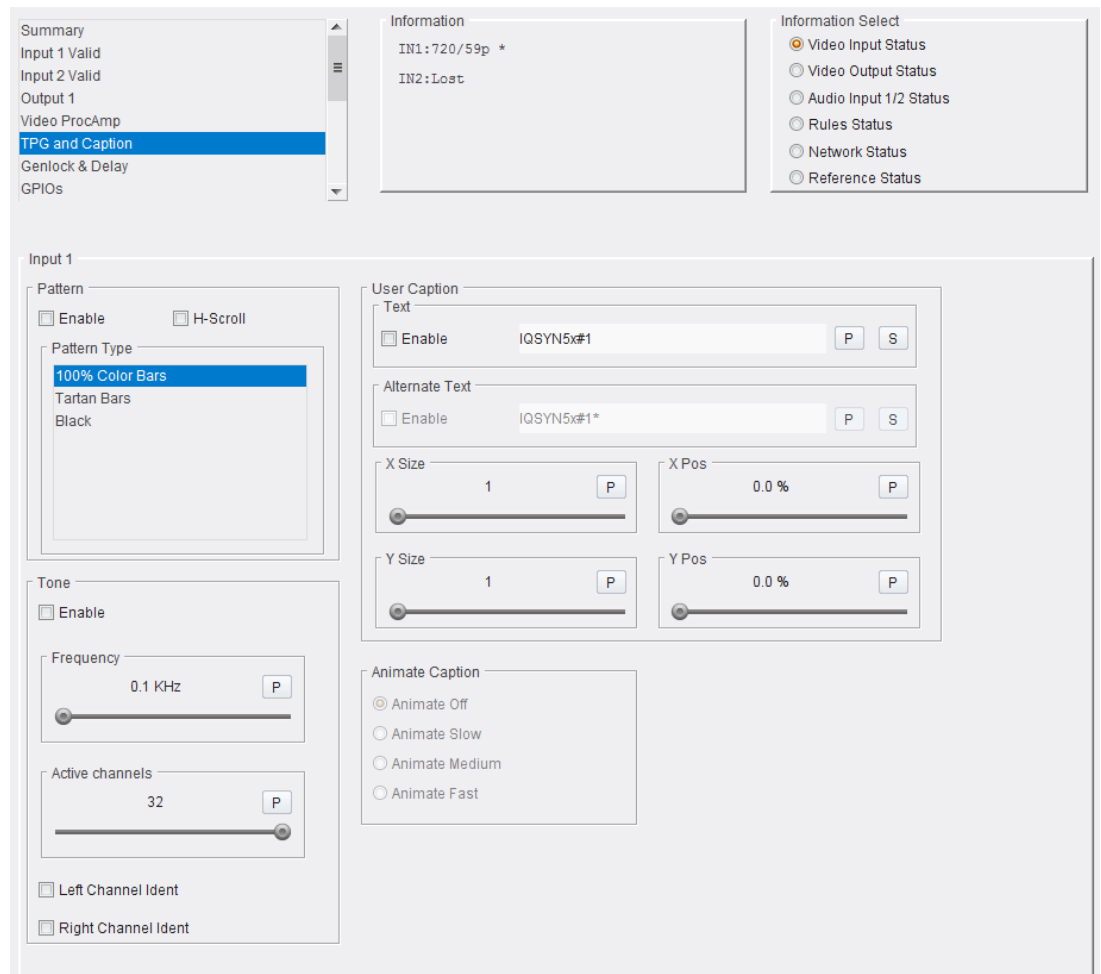 Summary
Input 1 Valid
Input 2 Valid
Output 1
Video ProcAmp
TPG and Caption
Genlock & Delay
GPIOs
Information
IN1:720/59p *
IN2:Lost
Information Select
Video Input Status
Video Output Status
Audio Input 1/2 Status
Rules Status
Network Status
Reference Status
Input 1
Pattern
Enable
H-Scroll
Pattern Type
100% Color Bars
Tartan Bars
Black
Tone
Enable
Frequency
0.1 KHz
P
Active channels
32
P
Left Channel Ident
Right Channel Ident
User Caption
Text
Enable
IQSYN5x#1
P
S
Alternate Text
Enable
IQSYN5x#1*
P
S
X Size
1
P
X Pos
0.0 %
P
Y Size
1
P
Y Pos
0.0 %
P
Animate Caption
Animate Off
Animate Slow
Animate Medium
Animate Fast